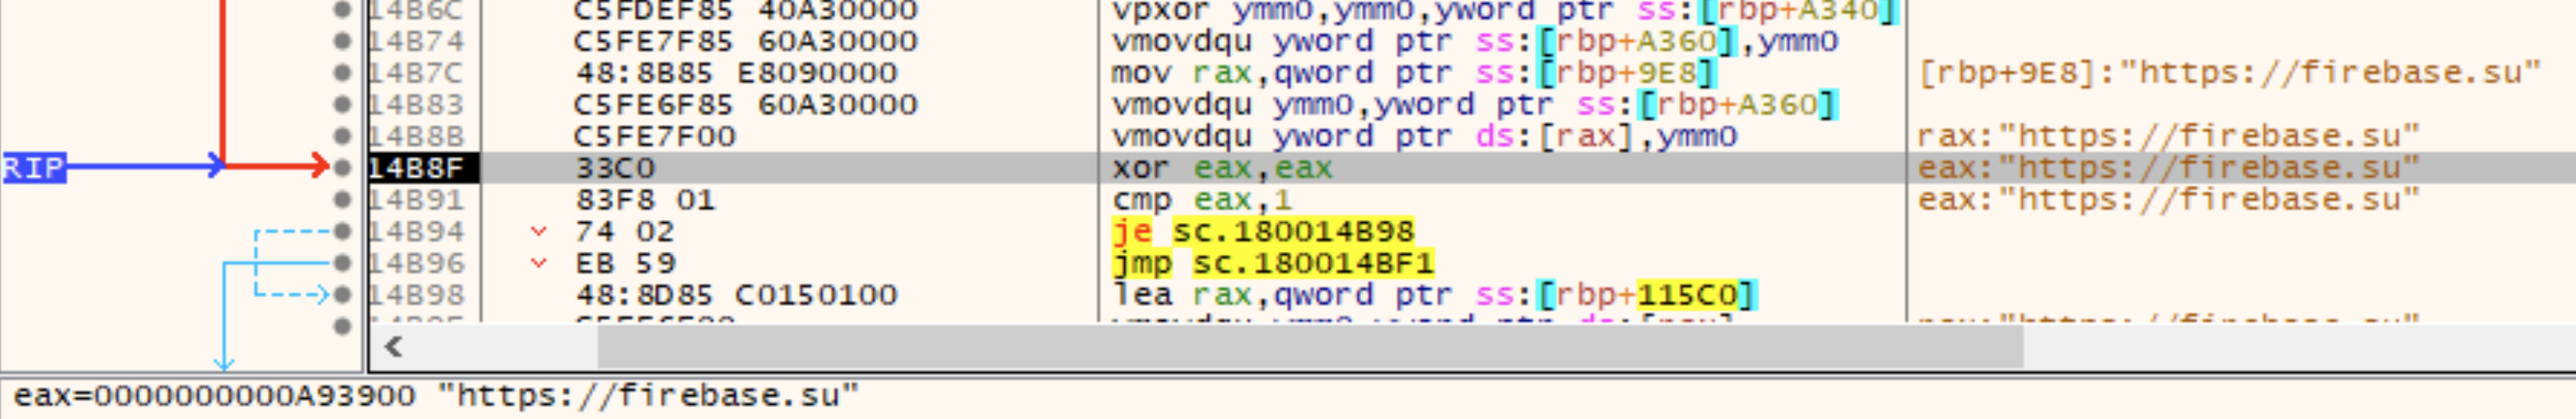 14B6C C5FDEF85 40A30000 vpxor ymm0,ymm0,yword ptr ss:[rbp+A340]
14B74 C5FE7F85 60A30000 vmovdqu yword ptr ss:[rbp+A360],ymm0
14B7C 48:8B85 E8090000 mov rax,qword ptr ss:[rbp+9E8] [rbp+9E8]:"https://firebase.su"
14B83 C5FE6F85 60A30000 vmovdqu ymm0,yword ptr ss:[rbp+A360]
14B8B C5FE7F00 vmovdqu yword ptr ds:[rax],ymm0 rax:"https://firebase.su"
RIP 14B8F 33C0 xor eax,eax eax:"https://firebase.su"
14B91 83F8 01 cmp eax,1 eax:"https://firebase.su"
14B94 74 02 je sc.180014B98
14B96 EB 59 jmp sc.180014BF1
14B98 48:8D85 C0150100 lea rax,qword ptr ss:[rbp+115C0]
eax=0000000000A93900 "https://firebase.su"